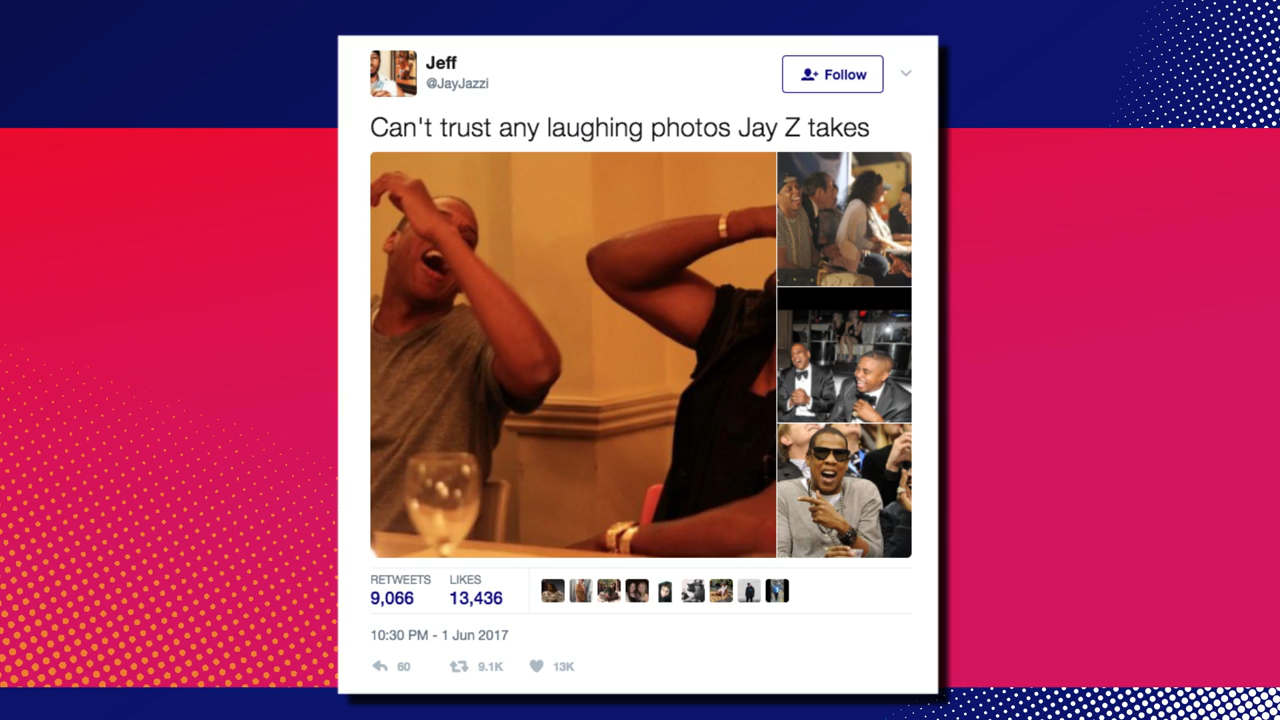 Jeff
@JayJazzi
Follow
Can't trust any laughing photos Jay Z takes
RETWEETS LIKES
9,066 13,436
10:30 PM - 1 Jun 2017
60 9.1K 13K